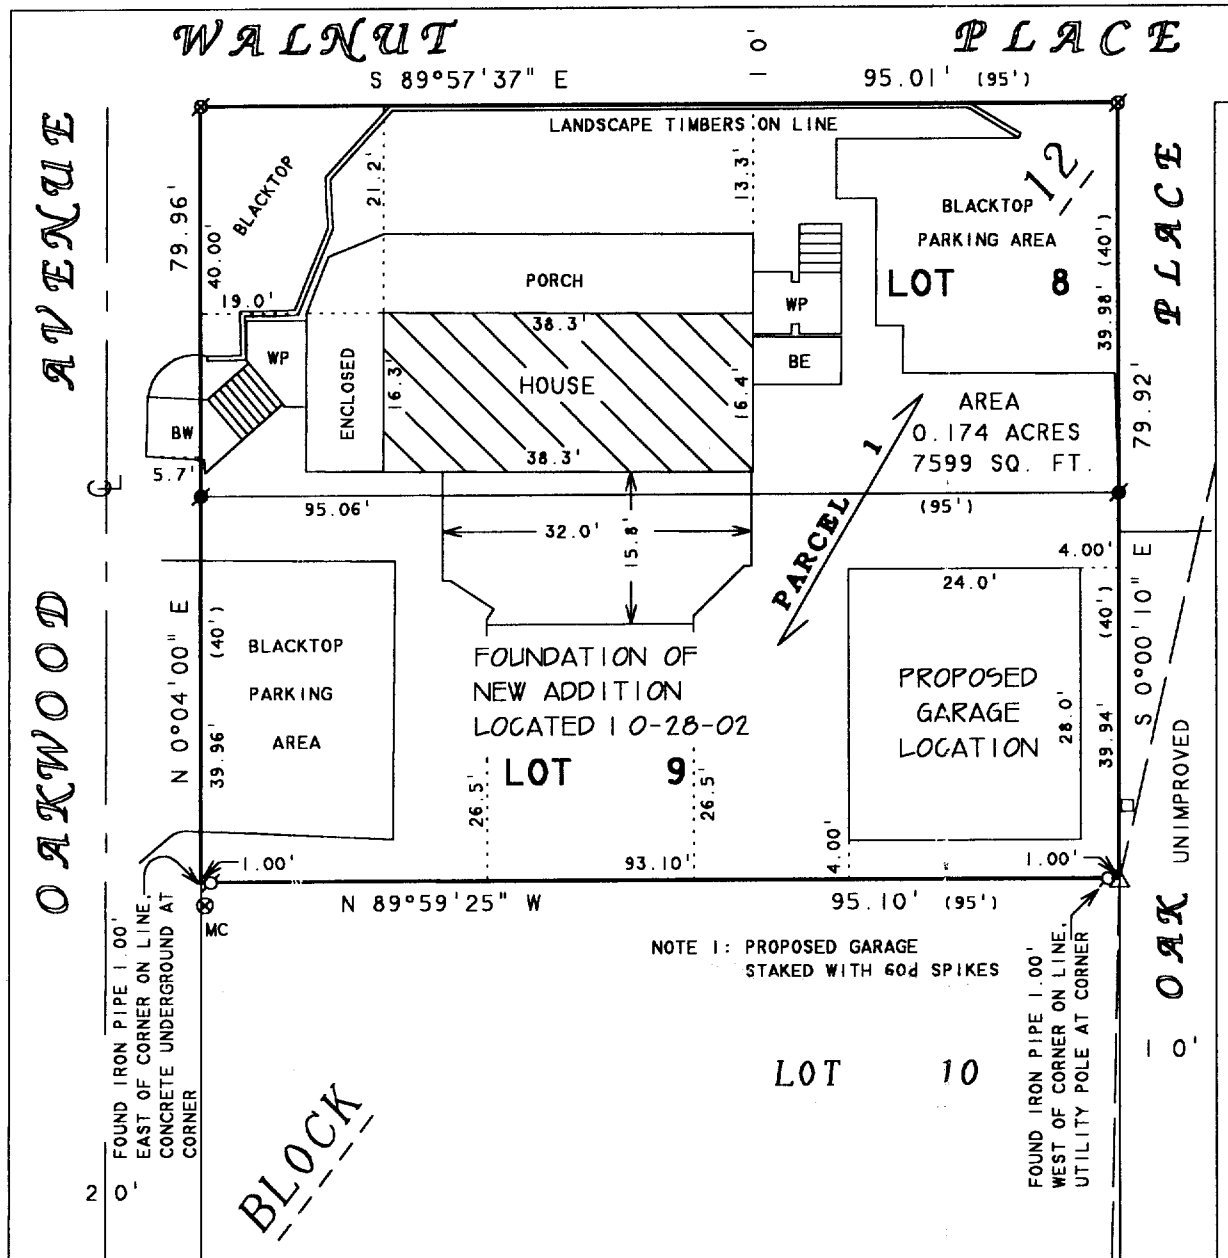 WALNUT PLACE
S 89°57'37" E
10'
95.01' (95')
LANDSCAPE TIMBERS ON LINE
OAKWOOD AVENUE
79.96'
40.00'
BLACKTOP
21.2'
13.3'
12
BLACKTOP
PARKING AREA
LOT 8
39.98' (40')
OAK PLACE
19.0'
PORCH
WP
WP
BE
38.3'
ENCLOSED
16.3'
HOUSE
16.4'
38.3'
BW
5.7'
AREA
0.174 ACRES
7599 SQ. FT.
79.92'
PARCEL 1
℄
95.06'
(95')
32.0'
15.8'
4.00'
24.0'
N 0°04'00" E
39.96' (40')
BLACKTOP
PARKING
AREA
FOUNDATION OF
NEW ADDITION
LOCATED 10-28-02
LOT 9
PROPOSED
GARAGE
LOCATION
28.0'
39.94' (40')
S 0°00'10" E
UNIMPROVED
26.5'
26.5'
4.00'
1.00'
93.10'
1.00'
N 89°59'25" W
95.10' (95')
MC
NOTE 1: PROPOSED GARAGE
STAKED WITH 60d SPIKES
FOUND IRON PIPE 1.00'
EAST OF CORNER ON LINE,
CONCRETE UNDERGROUND AT
CORNER
FOUND IRON PIPE 1.00'
WEST OF CORNER ON LINE,
UTILITY POLE AT CORNER
LOT 10
10'
20'
BLOCK